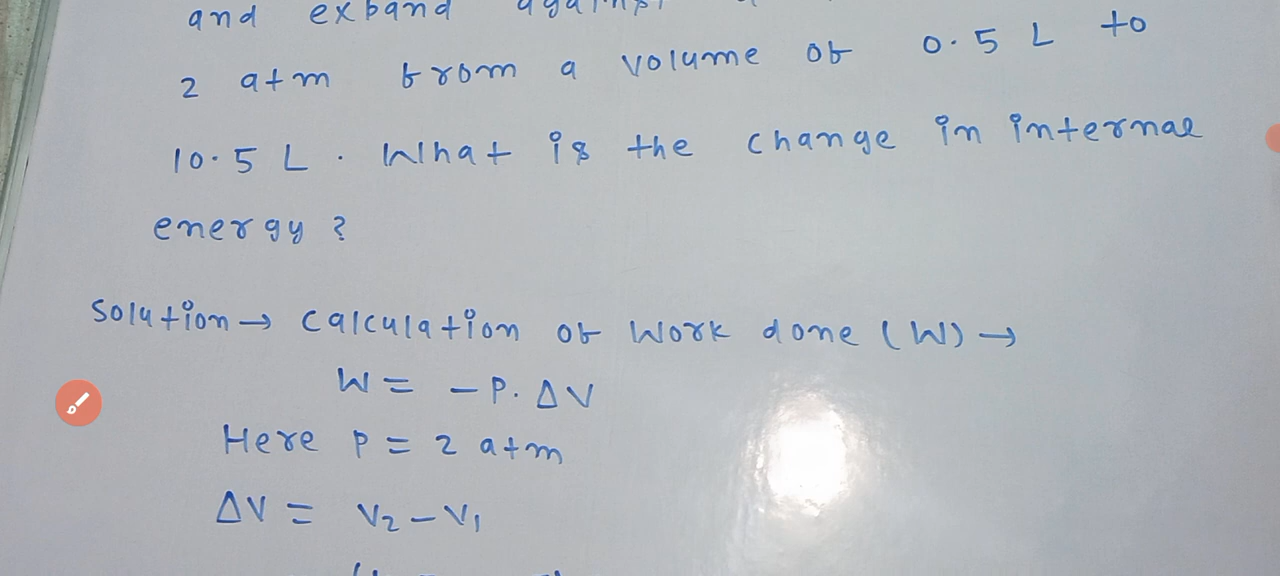 and exband
2 atm from a volume of 0.5 L to
10.5 L. What is the change in internal
energy?
Solution → Calculation of Work done (W) →
W = - P. ΔV
Here P = 2 atm
ΔV = V₂ - V₁